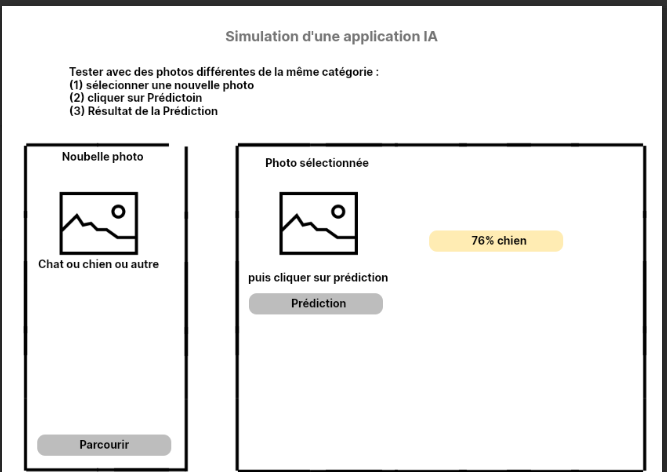 Simulation d'une application IA
Tester avec des photos différentes de la même catégorie :
(1) sélecionner une nouvelle photo
(2) cliquer sur Prédictoin
(3) Résultat de la Prédiction
Noubelle photo
Chat ou chien ou autre
Parcourir
Photo sélectionnée
76% chien
puis cliquer sur prédiction
Prédiction